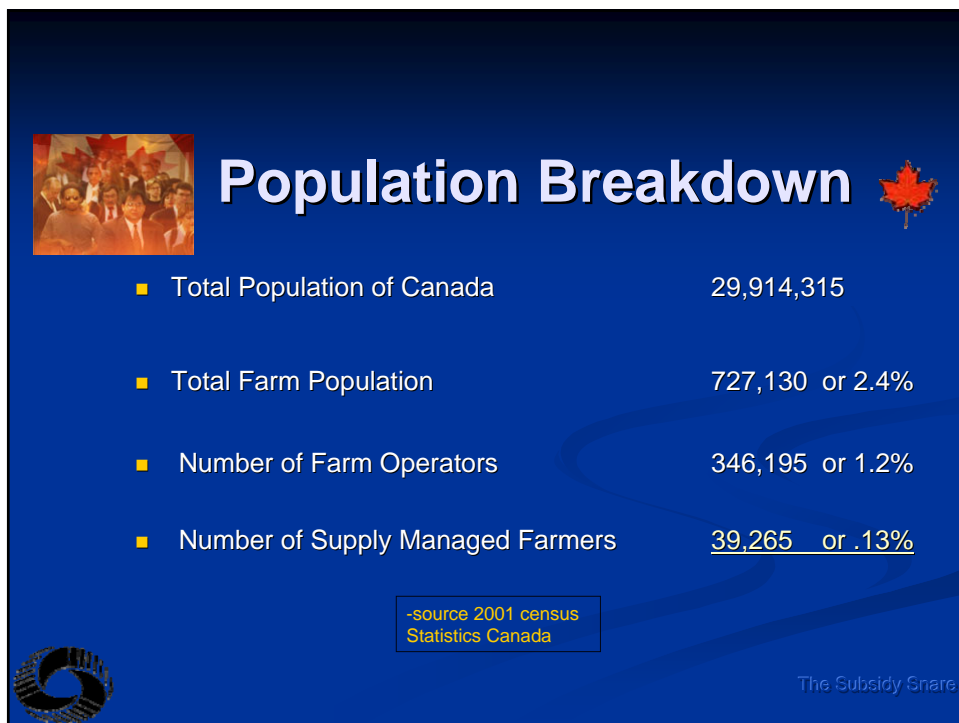 Population Breakdown
Total Population of Canada 29,914,315
Total Farm Population 727,130 or 2.4%
Number of Farm Operators 346,195 or 1.2%
Number of Supply Managed Farmers 39,265 or .13%
-source 2001 census
Statistics Canada
The Subsidy Snare